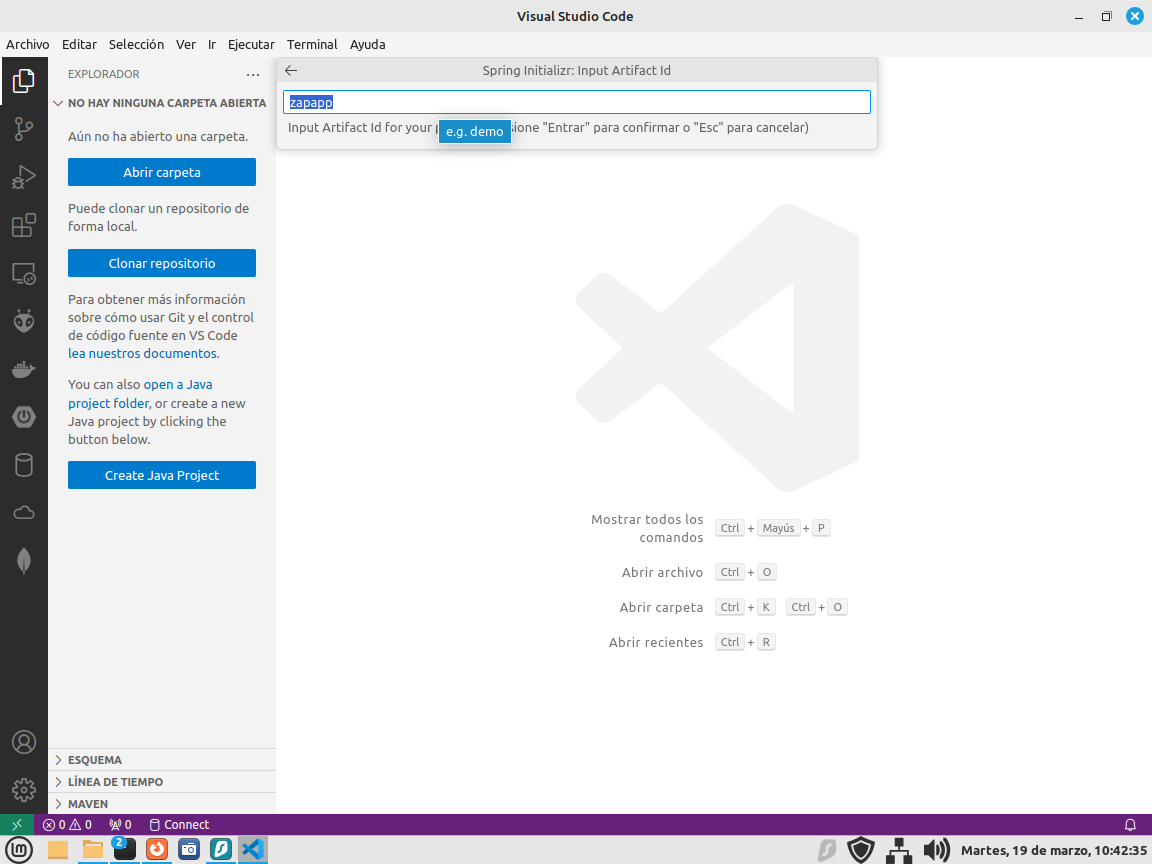 Visual Studio Code
Archivo Editar Selección Ver Ir Ejecutar Terminal Ayuda
EXPLORADOR
NO HAY NINGUNA CARPETA ABIERTA
Aún no ha abierto una carpeta.
Abrir carpeta
Puede clonar un repositorio de
forma local.
Clonar repositorio
Para obtener más información
sobre cómo usar Git y el control
de código fuente en VS Code
lea nuestros documentos.
You can also open a Java
project folder, or create a new
Java project by clicking the
button below.
Create Java Project
ESQUEMA
LÍNEA DE TIEMPO
MAVEN
Spring Initializr: Input Artifact Id
zapapp
Input Artifact Id for your
e.g. demo
sione "Entrar" para confirmar o "Esc" para cancelar)
Mostrar todos los
comandos
Ctrl + Mayús + P
Abrir archivo Ctrl + O
Abrir carpeta Ctrl + K Ctrl + O
Abrir recientes Ctrl + R
0 0 0 Connect
2
Martes, 19 de marzo, 10:42:35